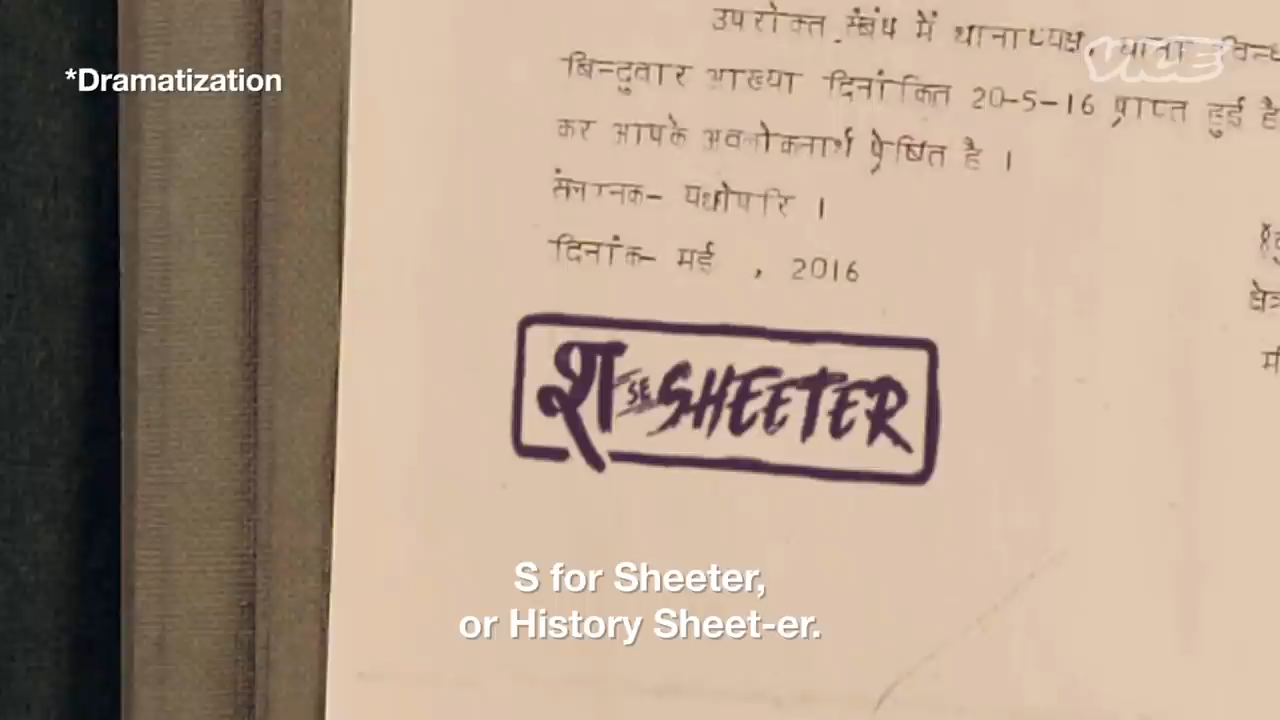 *Dramatization
VICE
उपरोक्त संबंध में थानाध्यक्ष, थाना विन्ध
बिन्दुवार आख्या दिनांकित 20-5-16 प्राप्त हुई है
कर आपके अवलोकनार्थ प्रेषित है ।
संलग्नक- यथोपरि ।
दिनांक- मई , 2016
क्षेत्र
श SE SHEETER
S for Sheeter,
or History Sheet-er.